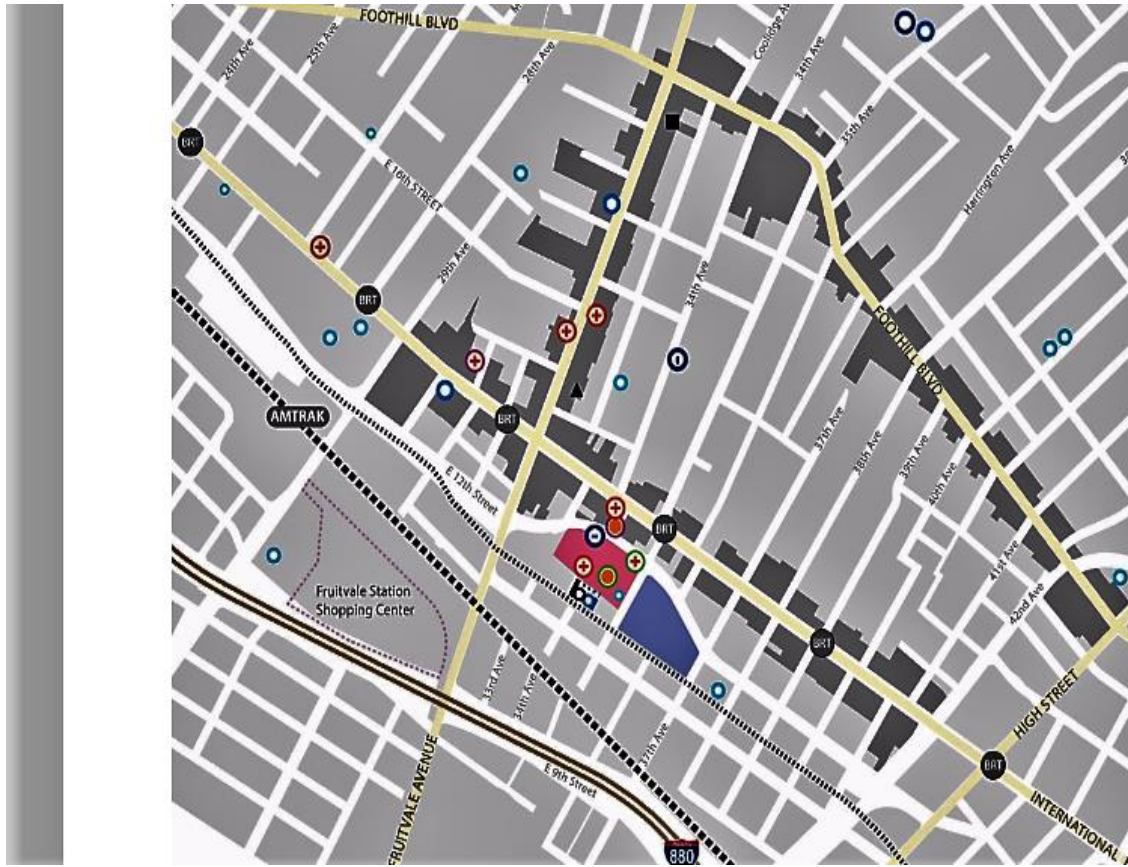 FOOTHILL BLVD
24th Ave
25th Ave
26th Ave
Coolidge Av
34th Ave
35th Ave
Harrington Ave
BRT
E 16th STREET
29th Ave
34th Ave
BRT
FOOTHILL BLVD
AMTRAK
BRT
37th Ave
38th Ave
39th Ave
40th Ave
E 12th Street
BRT
41st Ave
42nd Ave
Fruitvale Station
Shopping Center
BRT
33rd Ave
34th Ave
37th Ave
HIGH STREET
FRUITVALE AVENUE
E 9th Street
BRT
INTERNATIONAL
880